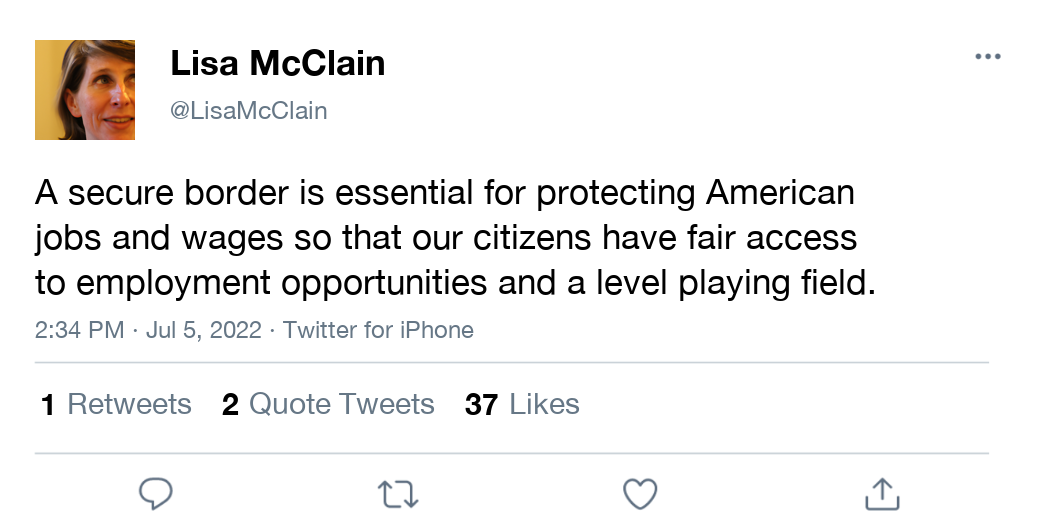 Lisa McClain
@LisaMcClain
A secure border is essential for protecting American
jobs and wages so that our citizens have fair access
to employment opportunities and a level playing field.
2:34 PM · Jul 5, 2022 · Twitter for iPhone
1 Retweets 2 Quote Tweets 37 Likes